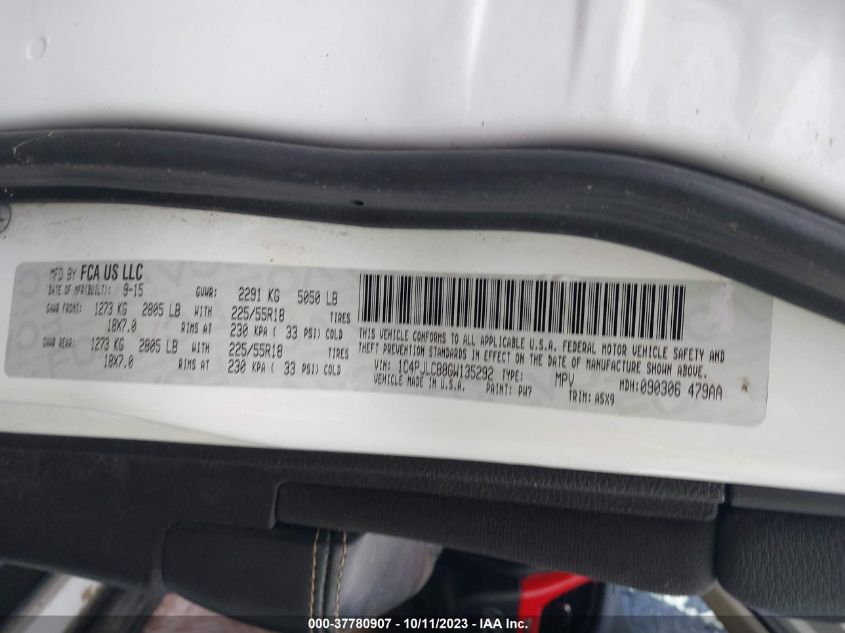 MFD BY FCA US LLC
DATE OF MFR(BUILT): 9-15 GVWR: 2291 KG 5050 LB
GAWR FRONT: 1273 KG 2805 LB WITH 225/55R18 TIRES
18X7.0 RIMS AT 230 KPA ( 33 PSI) COLD
GAWR REAR: 1273 KG 2805 LB WITH 225/55R18 TIRES
18X7.0 RIMS AT 230 KPA ( 33 PSI) COLD
THIS VEHICLE CONFORMS TO ALL APPLICABLE U.S.A. FEDERAL MOTOR VEHICLE SAFETY AND
THEFT PREVENTION STANDARDS IN EFFECT ON THE DATE OF MANUFACTURE SHOWN ABOVE.
VIN: 1C4PJLCB8GW135292 TYPE: MPV MDH:090306 479AA
VEHICLE MADE IN U.S.A. PAINT: PW7 TRIM: A5X9
000-37780907 - 10/11/2023 - IAA Inc.